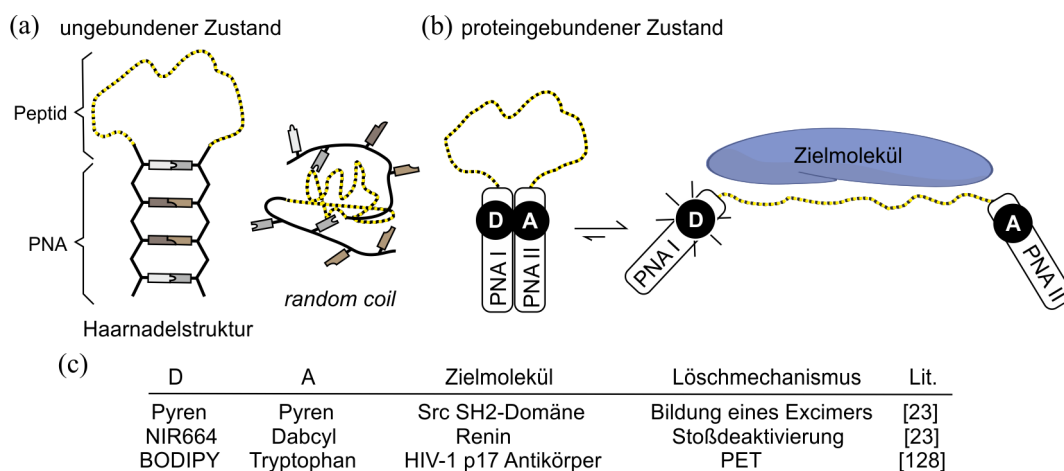 (a) ungebundener Zustand
Peptid
PNA
Haarnadelstruktur
random coil
(b) proteingebundener Zustand
D A
PNA I
PNA II
Zielmolekül
D
PNA I
A
PNA II
(c)
D A Zielmolekül Löschmechanismus Lit.
Pyren Pyren Src SH2-Domäne Bildung eines Excimers [23]
NIR664 Dabcyl Renin Stoßdeaktivierung [23]
BODIPY Tryptophan HIV-1 p17 Antikörper PET [128]